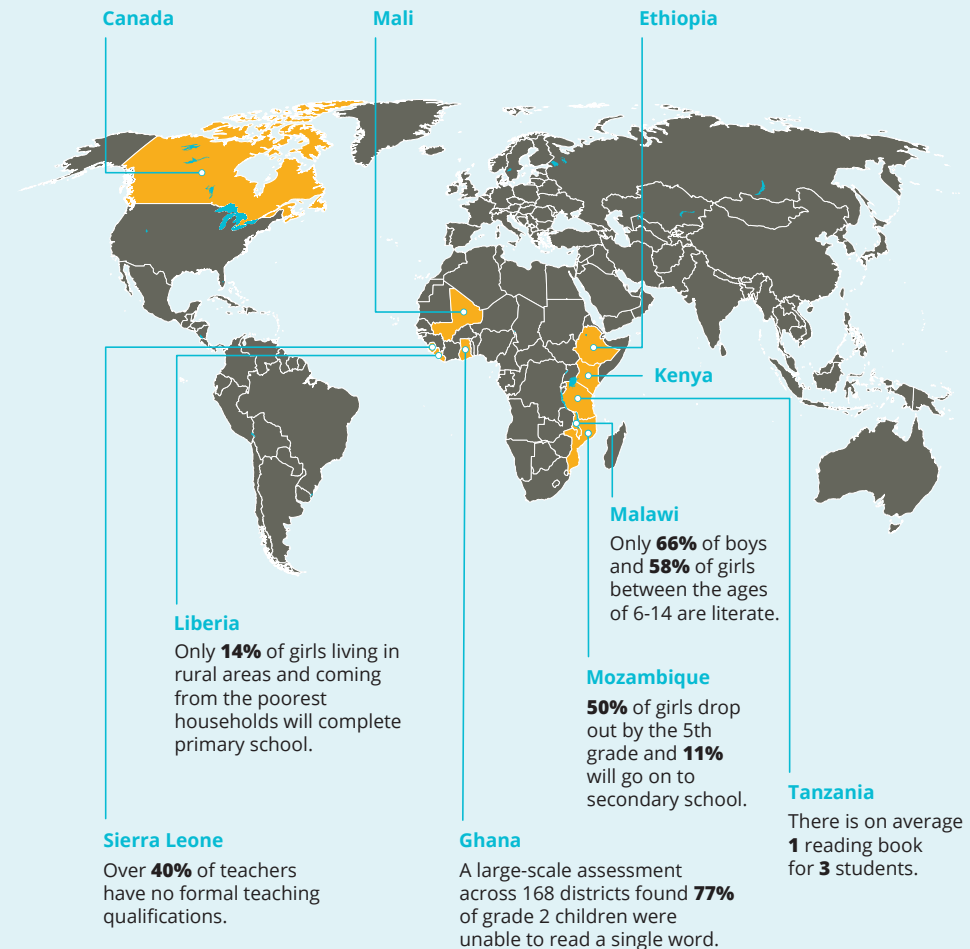 Canada
Mali
Ethiopia
Kenya
Malawi
Only 66% of boys
and 58% of girls
between the ages
of 6-14 are literate.
Liberia
Only 14% of girls living in
rural areas and coming
from the poorest
households will complete
primary school.
Mozambique
50% of girls drop
out by the 5th
grade and 11%
will go on to
secondary school.
Tanzania
There is on average
1 reading book
for 3 students.
Sierra Leone
Over 40% of teachers
have no formal teaching
qualifications.
Ghana
A large-scale assessment
across 168 districts found 77%
of grade 2 children were
unable to read a single word.